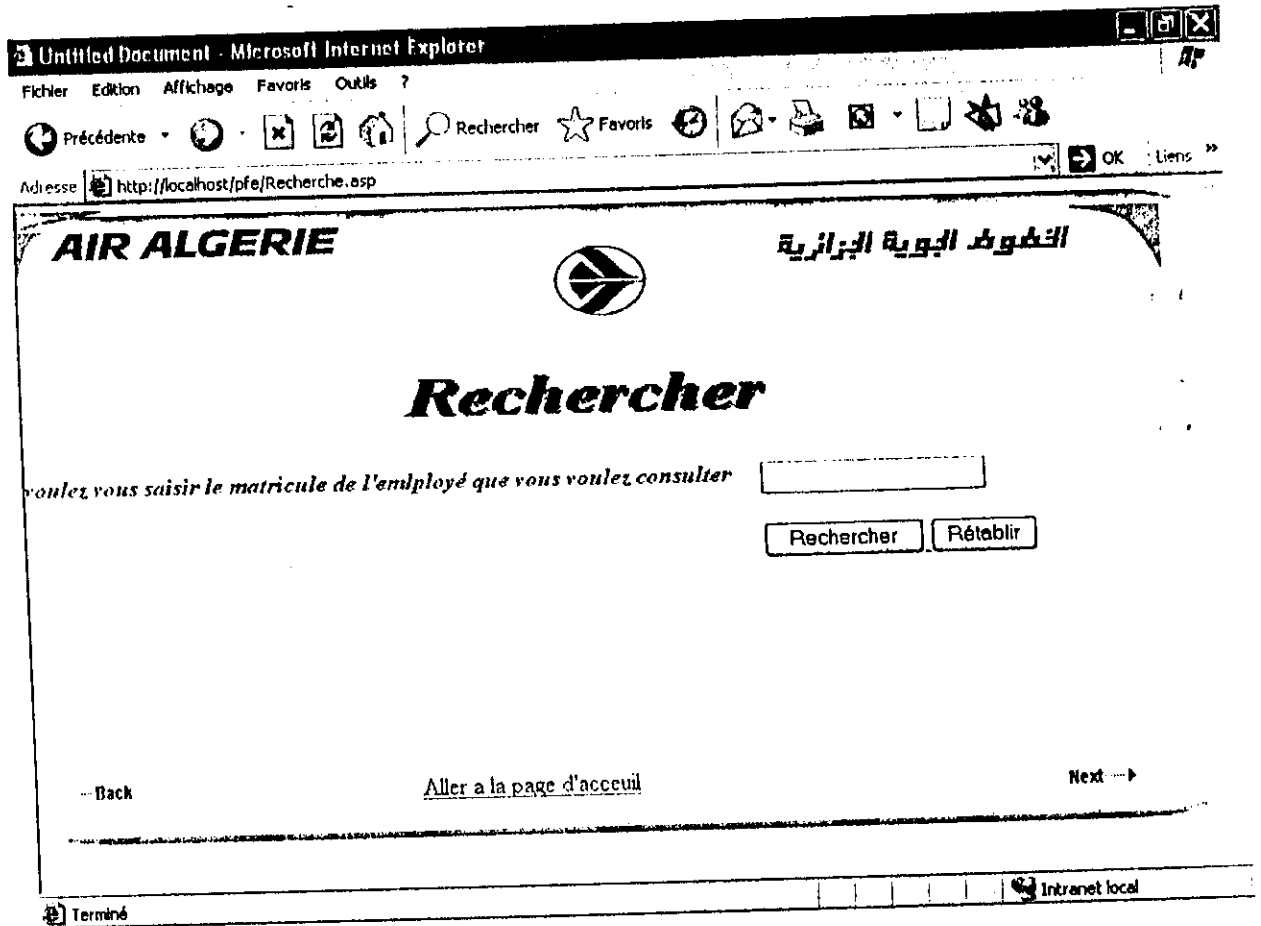 Untitled Document - Microsoft Internet Explorer
Fichier Edition Affichage Favoris Outils ?
Précédente Rechercher Favoris
Adresse http://localhost/pfe/Recherche.asp OK Liens »
AIR ALGERIE الخطوط الجوية الجزائرية
Rechercher
voulez vous saisir le matricule de l'emlployé que vous voulez consulter
Rechercher Rétablir
Back Aller a la page d'acceuil Next
Terminé Intranet local